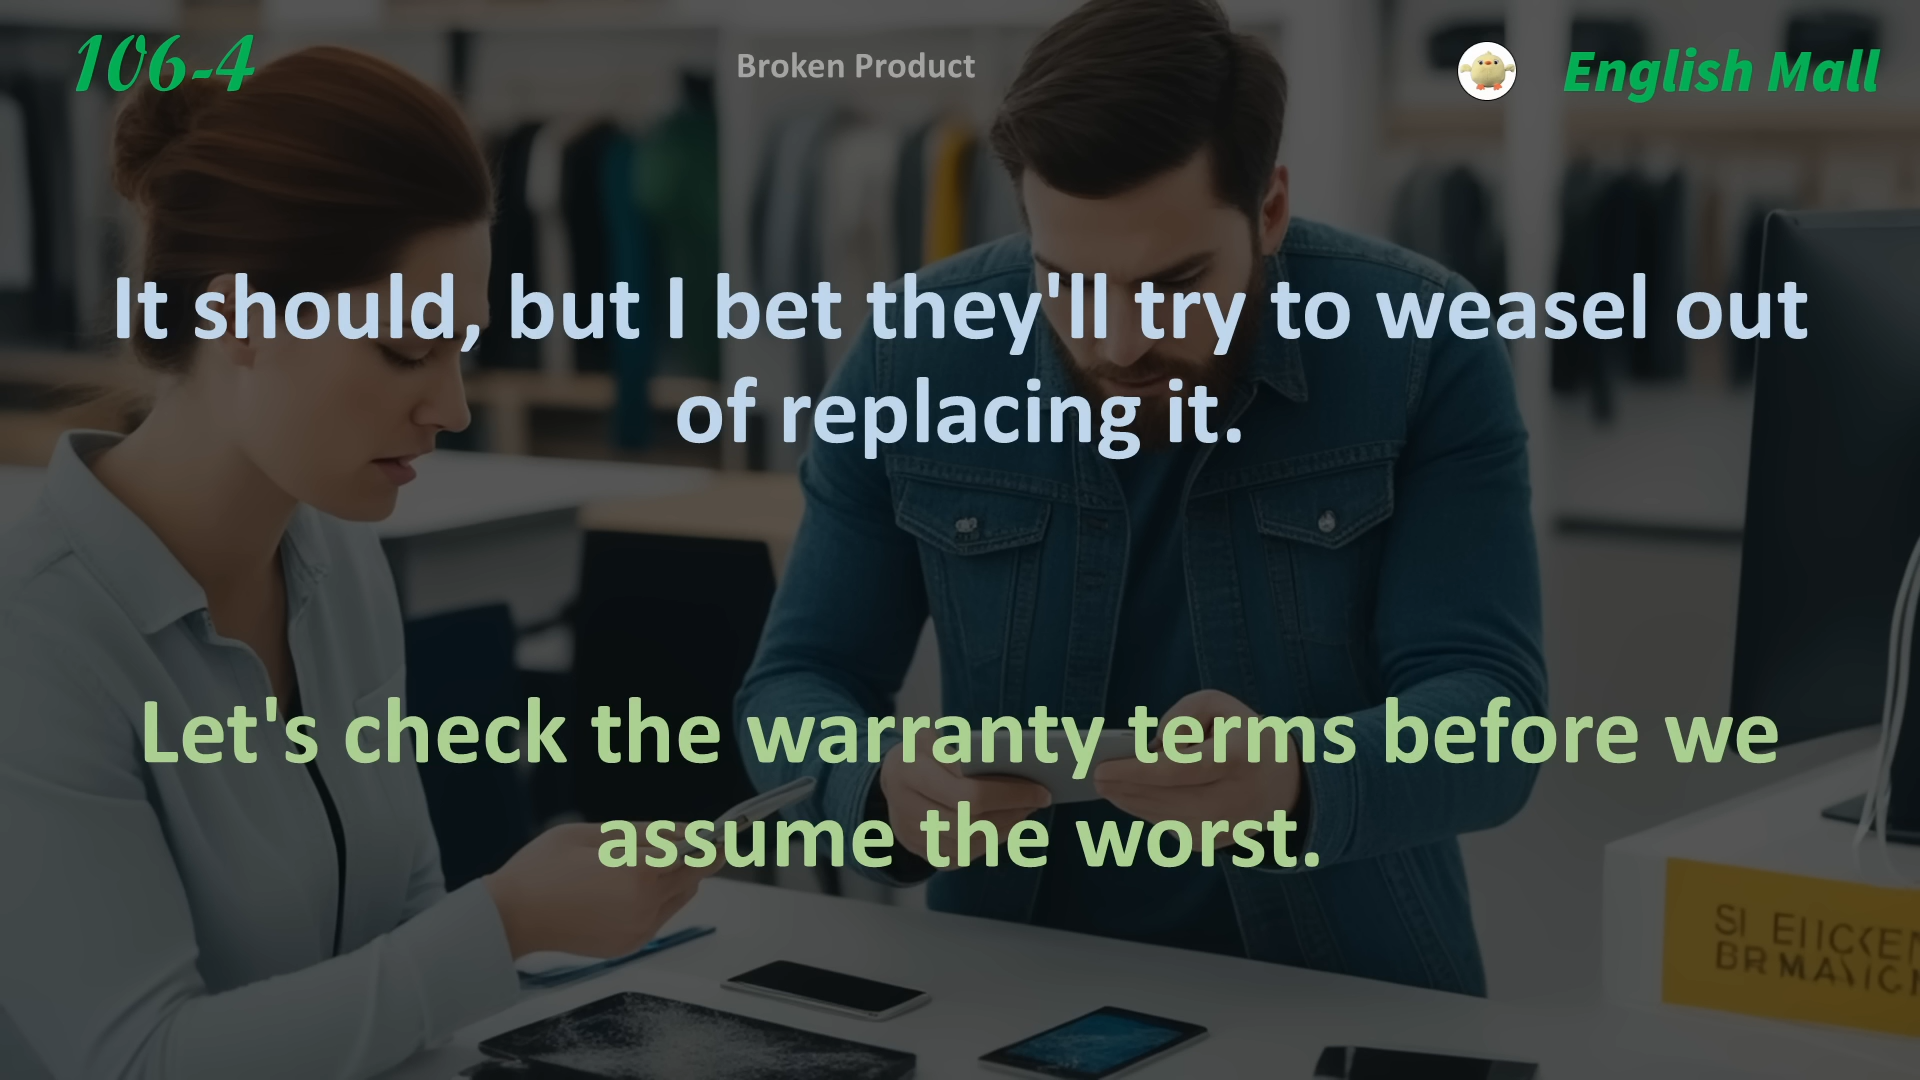 106-4
Broken Product
English Mall
It should, but I bet they'll try to weasel out
of replacing it.
Let's check the warranty terms before we
assume the worst.